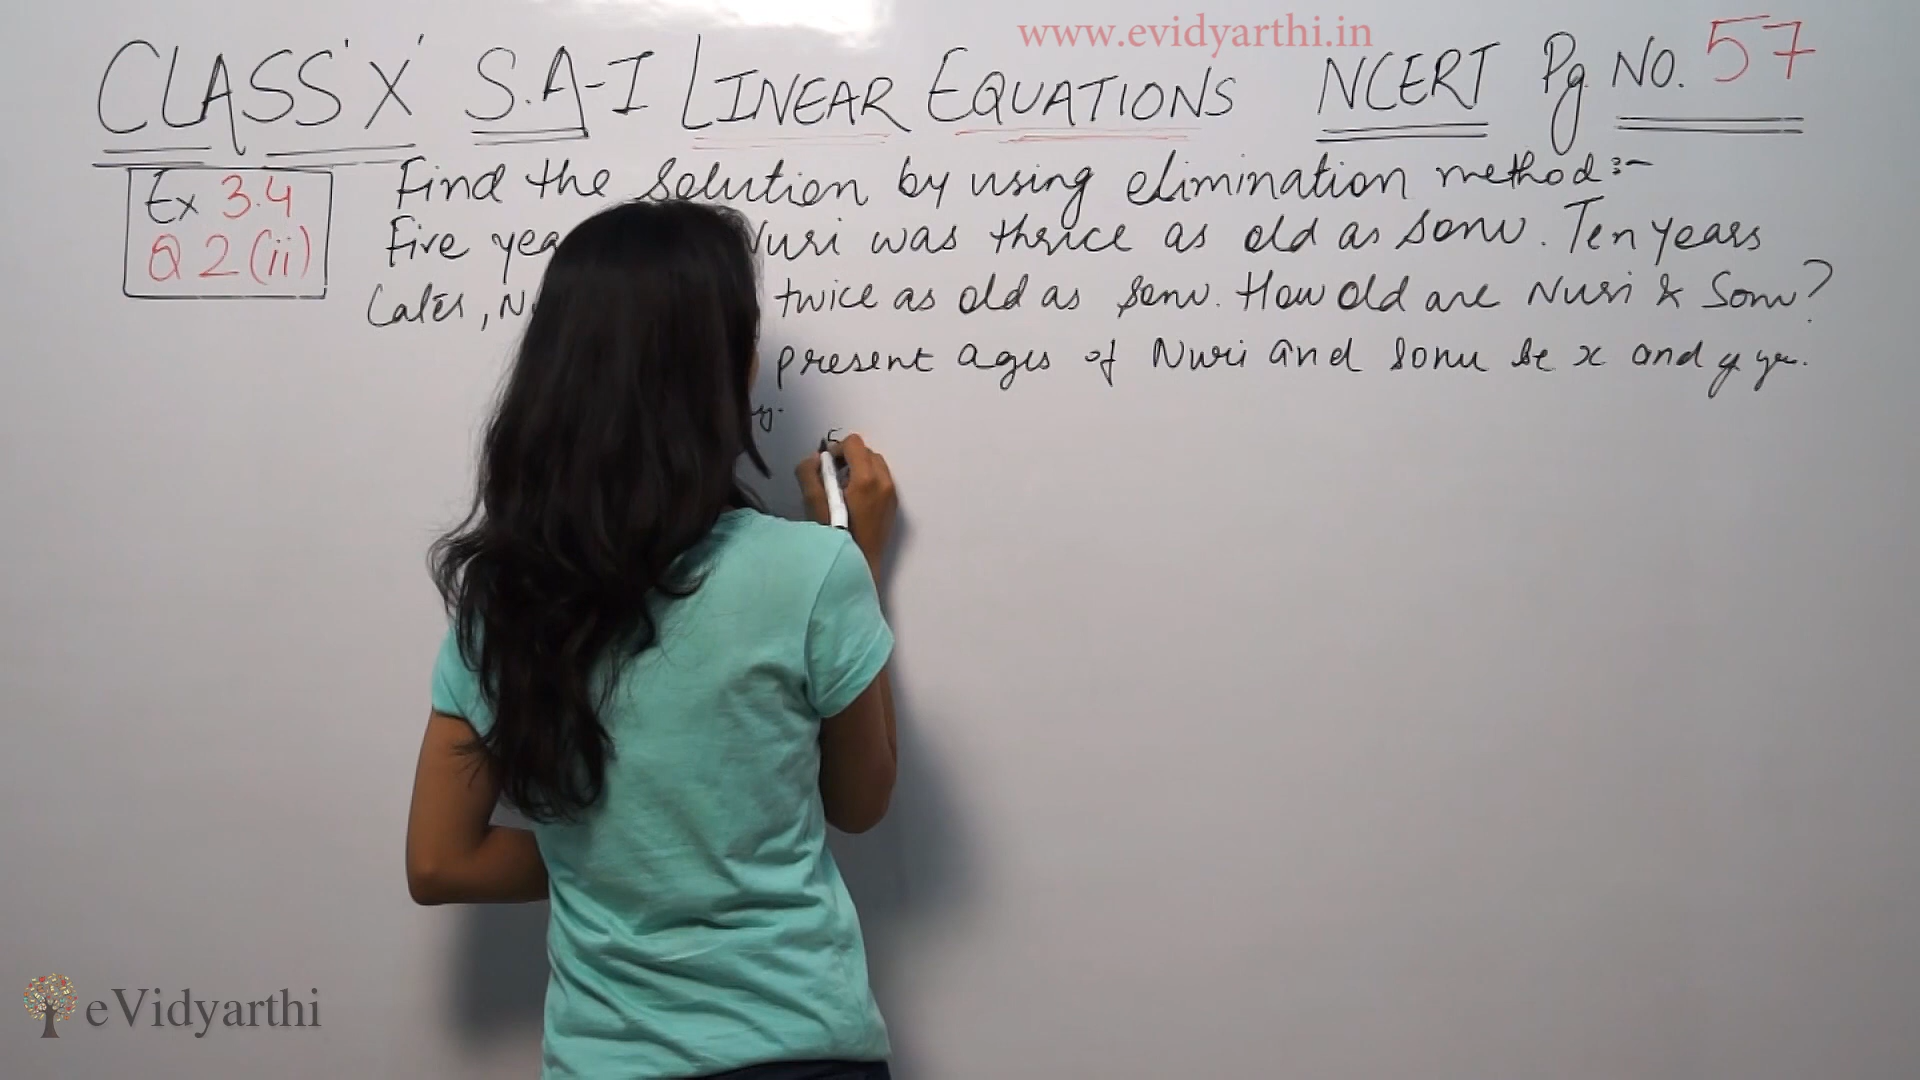 www.evidyarthi.in
CLASS 'X' S.A-I LINEAR EQUATIONS NCERT Pg NO. 57
Ex 3.4
Q 2 (ii)
Find the solution by using elimination method:-
Five Nuri was thrice as old as sonu. Ten years
Later, twice as old as sonu. How old are Nuri & Sonu?
present ages of Nuri and sonu be x and y yrs.
5
eVidyarthi